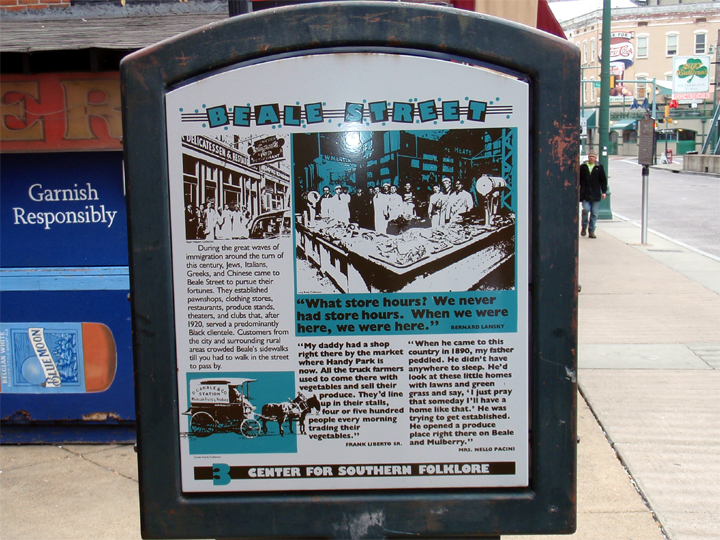 BEALE STREET
DELICATESSEN & RESTAU
MEATS
During the great waves of
immigration around the turn of
this century, Jews, Italians,
Greeks, and Chinese came to
Beale Street to pursue their
fortunes. They established
pawnshops, clothing stores,
restaurants, produce stands,
theaters, and clubs that, after
1920, served a predominantly
Black clientele. Customers from
the city and surrounding rural
areas crowded Beale's sidewalks
till you had to walk in the street
to pass by.
"What store hours? We never
had store hours. When we were
here, we were here." BERNARD LANSKY
"My daddy had a shop
right there by the market
where Handy Park is
now. All the truck farmers
used to come there with
vegetables and sell their
produce. They'd line
up in their stalls,
four or five hundred
people every morning
trading their
vegetables."
FRANK LIBERTO SR.
"When he came to this
country in 1890, my father
peddled. He didn't have
anywhere to sleep. He'd
look at these little homes
with lawns and green
grass and say, 'I just pray
that someday I'll have a
home like that.' He was
trying to get established.
He opened a produce
place right there on Beale
and Mulberry."
MRS. NELLO PACINI
STATION
3 CENTER FOR SOUTHERN FOLKLORE
ER
Garnish
Responsibly
BELGIAN WHITE
BLUE MOON
PEPSI